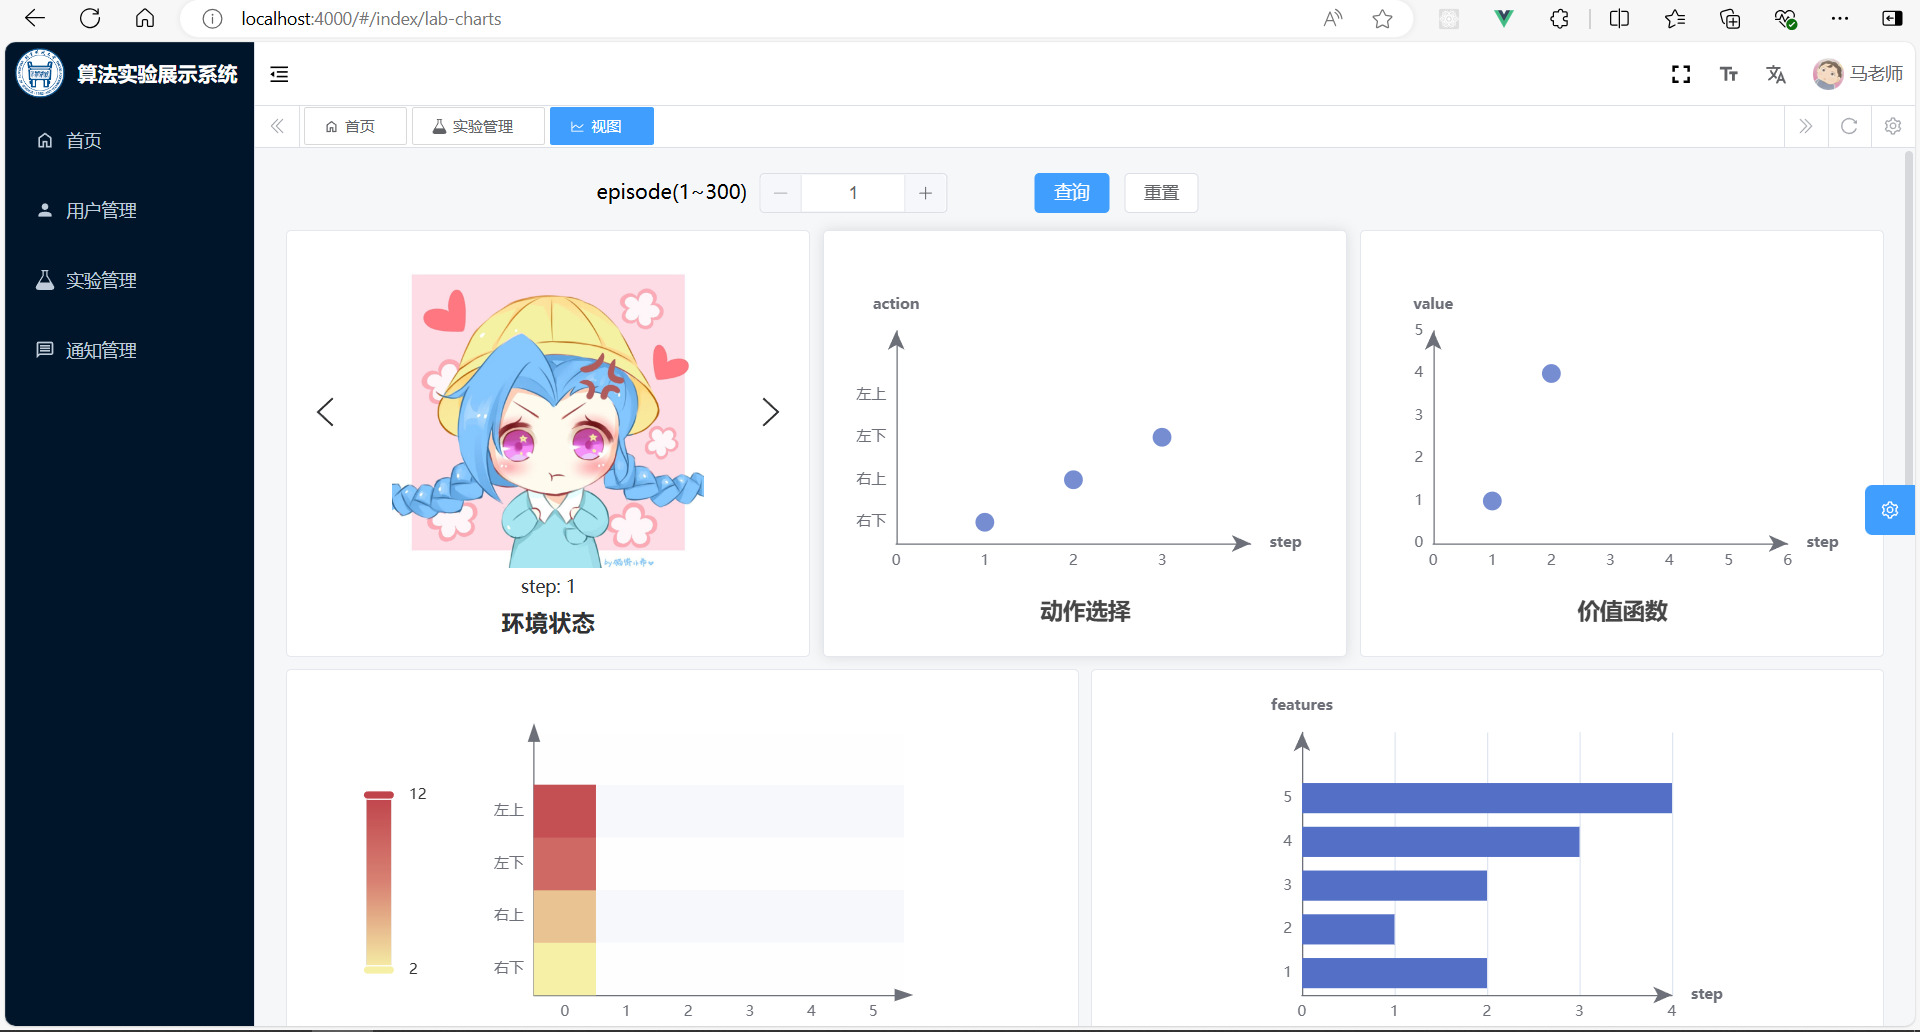 localhost:4000/#/index/lab-charts
算法实验展示系统
马老师
首页
实验管理
视图
首页
用户管理
实验管理
通知管理
episode(1~300)
1
查询
重置
step: 1
环境状态
action
左上
左下
右上
右下
0 1 2 3
step
动作选择
value
5
4
3
2
1
0
0 1 2 3 4 5 6
step
价值函数
12
2
左上
左下
右上
右下
0 1 2 3 4 5
features
5
4
3
2
1
0 1 2 3 4
step